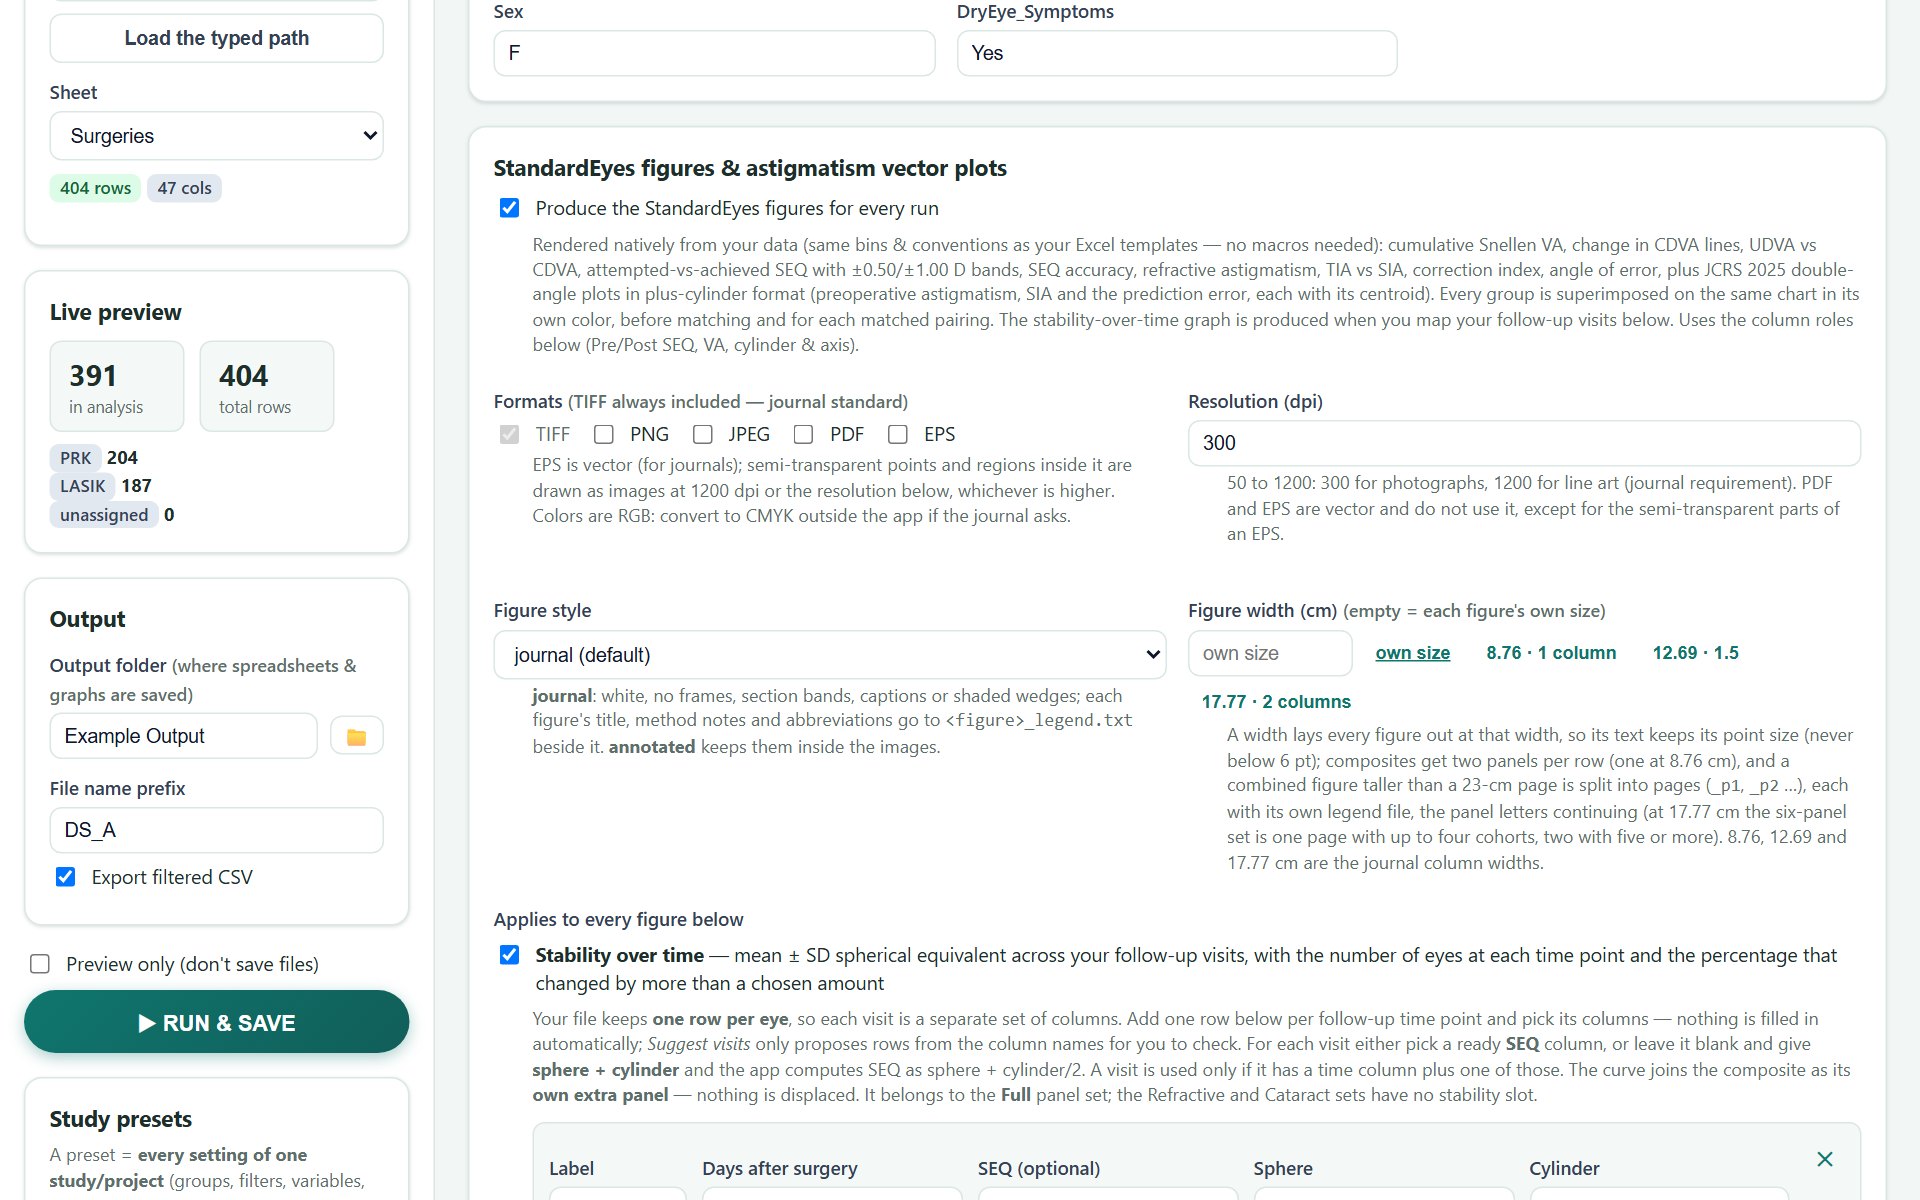 Load the typed path
Sheet
Surgeries
404 rows 47 cols
Live preview
391
in analysis
404
total rows
PRK 204
LASIK 187
unassigned 0
Output
Output folder (where spreadsheets &
graphs are saved)
Example Output
File name prefix
DS_A
Export filtered CSV
Preview only (don't save files)
▶ RUN & SAVE
Study presets
A preset = every setting of one
study/project (groups, filters, variables,
Sex
F
DryEye_Symptoms
Yes
StandardEyes figures & astigmatism vector plots
Produce the StandardEyes figures for every run
Rendered natively from your data (same bins & conventions as your Excel templates — no macros needed): cumulative Snellen VA, change in CDVA lines, UDVA vs
CDVA, attempted-vs-achieved SEQ with ±0.50/±1.00 D bands, SEQ accuracy, refractive astigmatism, TIA vs SIA, correction index, angle of error, plus JCRS 2025 double-
angle plots in plus-cylinder format (preoperative astigmatism, SIA and the prediction error, each with its centroid). Every group is superimposed on the same chart in its
own color, before matching and for each matched pairing. The stability-over-time graph is produced when you map your follow-up visits below. Uses the column roles
below (Pre/Post SEQ, VA, cylinder & axis).
Formats (TIFF always included — journal standard)
TIFF PNG JPEG PDF EPS
EPS is vector (for journals); semi-transparent points and regions inside it are
drawn as images at 1200 dpi or the resolution below, whichever is higher.
Colors are RGB: convert to CMYK outside the app if the journal asks.
Resolution (dpi)
300
50 to 1200: 300 for photographs, 1200 for line art (journal requirement). PDF
and EPS are vector and do not use it, except for the semi-transparent parts of
an EPS.
Figure style
journal (default)
journal: white, no frames, section bands, captions or shaded wedges; each
figure's title, method notes and abbreviations go to <figure>_legend.txt
beside it. annotated keeps them inside the images.
Figure width (cm) (empty = each figure's own size)
own size own size 8.76 · 1 column 12.69 · 1.5
17.77 · 2 columns
A width lays every figure out at that width, so its text keeps its point size (never
below 6 pt); composites get two panels per row (one at 8.76 cm), and a
combined figure taller than a 23-cm page is split into pages (_p1, _p2 ...), each
with its own legend file, the panel letters continuing (at 17.77 cm the six-panel
set is one page with up to four cohorts, two with five or more). 8.76, 12.69 and
17.77 cm are the journal column widths.
Applies to every figure below
Stability over time — mean ± SD spherical equivalent across your follow-up visits, with the number of eyes at each time point and the percentage that
changed by more than a chosen amount
Your file keeps one row per eye, so each visit is a separate set of columns. Add one row below per follow-up time point and pick its columns — nothing is filled in
automatically; Suggest visits only proposes rows from the column names for you to check. For each visit either pick a ready SEQ column, or leave it blank and give
sphere + cylinder and the app computes SEQ as sphere + cylinder/2. A visit is used only if it has a time column plus one of those. The curve joins the composite as its
own extra panel — nothing is displaced. It belongs to the Full panel set; the Refractive and Cataract sets have no stability slot.
Label Days after surgery SEQ (optional) Sphere Cylinder